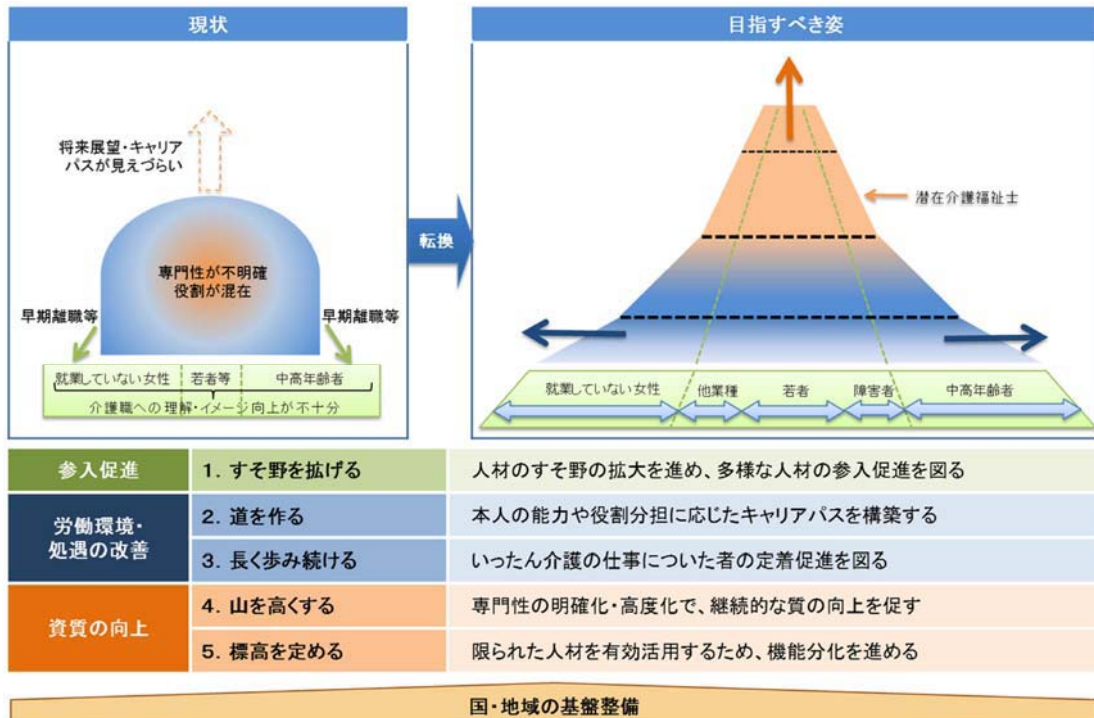 現状
将来展望・キャリア
パスが見えづらい
専門性が不明確
役割が混在
早期離職等
早期離職等
就業していない女性
若者等
中高年齢者
介護職への理解・イメージ向上が不十分
転換
目指すべき姿
潜在介護福祉士
就業していない女性
他業種
若者
障害者
中高年齢者
参入促進
1. すそ野を拡げる
人材のすそ野の拡大を進め、多様な人材の参入促進を図る
労働環境・
処遇の改善
2. 道を作る
本人の能力や役割分担に応じたキャリアパスを構築する
3. 長く歩み続ける
いったん介護の仕事についた者の定着促進を図る
資質の向上
4. 山を高くする
専門性の明確化・高度化で、継続的な質の向上を促す
5. 標高を定める
限られた人材を有効活用するため、機能分化を進める
国・地域の基盤整備